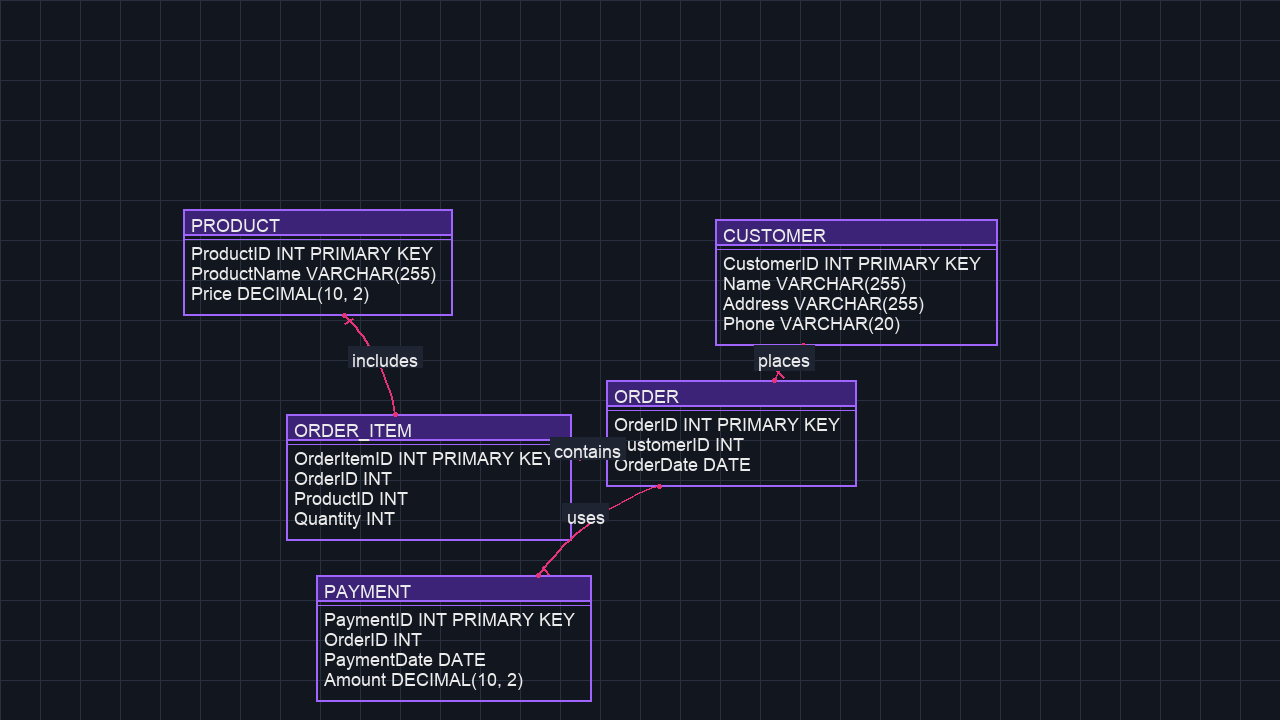 PRODUCT
ProductID INT PRIMARY KEY
ProductName VARCHAR(255)
Price DECIMAL(10, 2)
CUSTOMER
CustomerID INT PRIMARY KEY
Name VARCHAR(255)
Address VARCHAR(255)
Phone VARCHAR(20)
includes
places
ORDER
OrderID INT PRIMARY KEY
ustomerID INT
OrderDate DATE
ORDER_ITEM
OrderItemID INT PRIMARY KEY
OrderID INT
ProductID INT
Quantity INT
contains
uses
PAYMENT
PaymentID INT PRIMARY KEY
OrderID INT
PaymentDate DATE
Amount DECIMAL(10, 2)